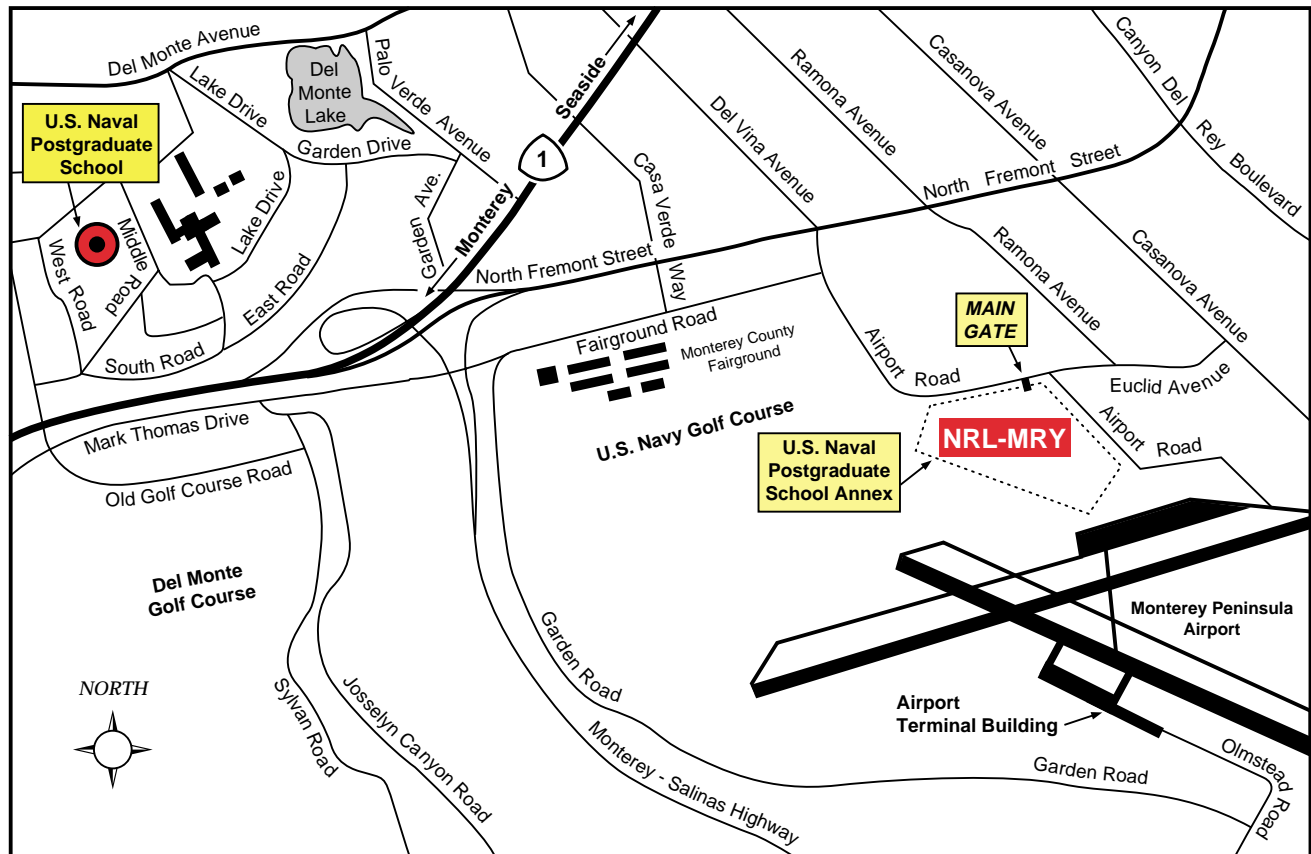 Del Monte Avenue
Lake Drive
Del
Monte
Lake
Palo Verde Avenue
Seaside
Casanova Avenue
Canyon Del
Rey Boulevard
Ramona Avenue
Del Vina Avenue
U.S. Naval
Postgraduate
School
Garden Drive
1
North Fremont Street
Casa Verde
Way
Garden Ave.
Monterey
Lake Drive
Middle
Road
West Road
East Road
South Road
North Fremont Street
Ramona Avenue
Casanova Avenue
MAIN
GATE
Fairground Road
Monterey County
Fairground
Airport
Road
Euclid Avenue
Airport
Road
Mark Thomas Drive
Old Golf Course Road
U.S. Navy Golf Course
NRL-MRY
U.S. Naval
Postgraduate
School Annex
Del Monte
Golf Course
Monterey Peninsula
Airport
NORTH
Sylvan Road
Josselyn Canyon Road
Garden Road
Monterey - Salinas Highway
Airport
Terminal Building
Garden Road
Olmstead
Road